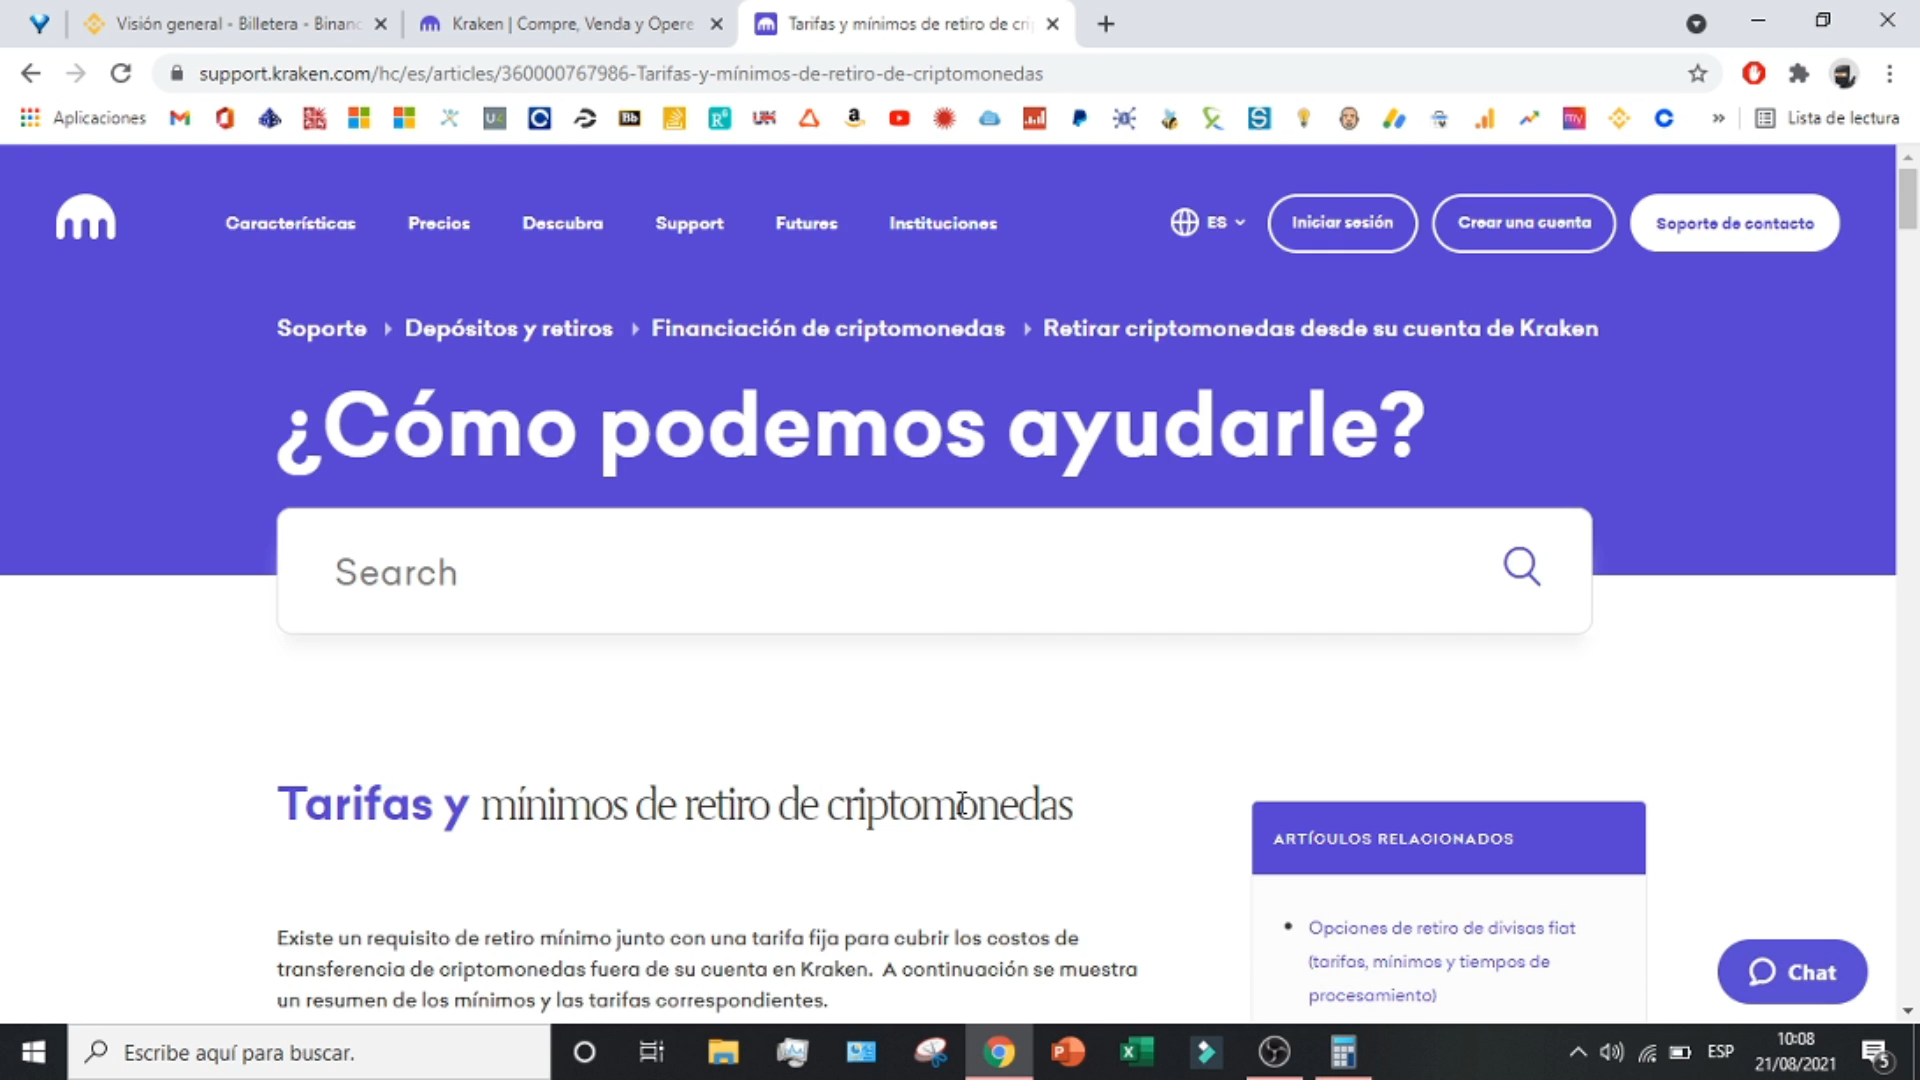 Visión general - Billetera - Binanc
Kraken | Compre, Venda y Opere
Tarifas y mínimos de retiro de cri
support.kraken.com/hc/es/articles/360000767986-Tarifas-y-mínimos-de-retiro-de-criptomonedas
Aplicaciones
Bb
my
»
Lista de lectura
Características
Precios
Descubra
Support
Futures
Instituciones
ES
Iniciar sesión
Crear una cuenta
Soporte de contacto
Soporte
Depósitos y retiros
Financiación de criptomonedas
Retirar criptomonedas desde su cuenta de Kraken
¿Cómo podemos ayudarle?
Search
Tarifas y mínimos de retiro de criptomonedas
ARTÍCULOS RELACIONADOS
Existe un requisito de retiro mínimo junto con una tarifa fija para cubrir los costos de
transferencia de criptomonedas fuera de su cuenta en Kraken. A continuación se muestra
un resumen de los mínimos y las tarifas correspondientes.
• Opciones de retiro de divisas fiat
(tarifas, mínimos y tiempos de
procesamiento)
Chat
Escribe aquí para buscar.
ESP
10:08
21/08/2021
5